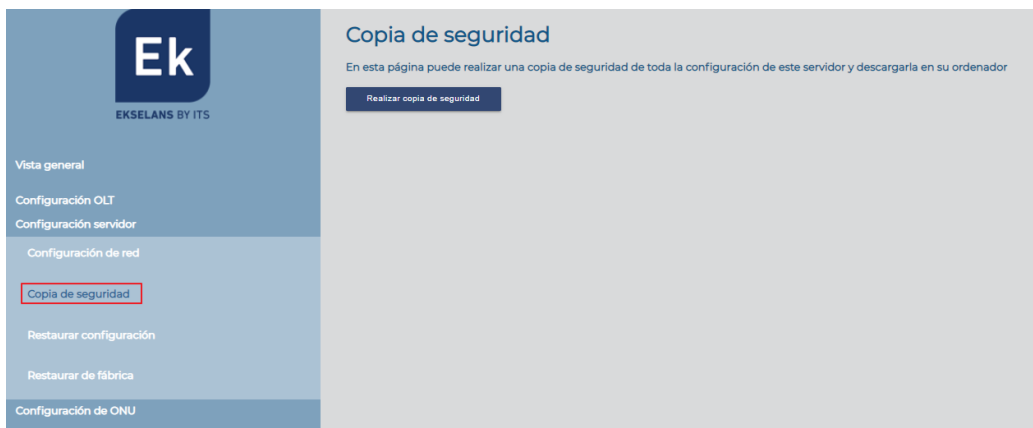 Ek
EKSELANS BY ITS
Vista general
Configuración OLT
Configuración servidor
Configuración de red
Copia de seguridad
Restaurar configuración
Restaurar de fábrica
Configuración de ONU
Copia de seguridad
En esta página puede realizar una copia de seguridad de toda la configuración de este servidor y descargarla en su ordenador
Realizar copia de seguridad